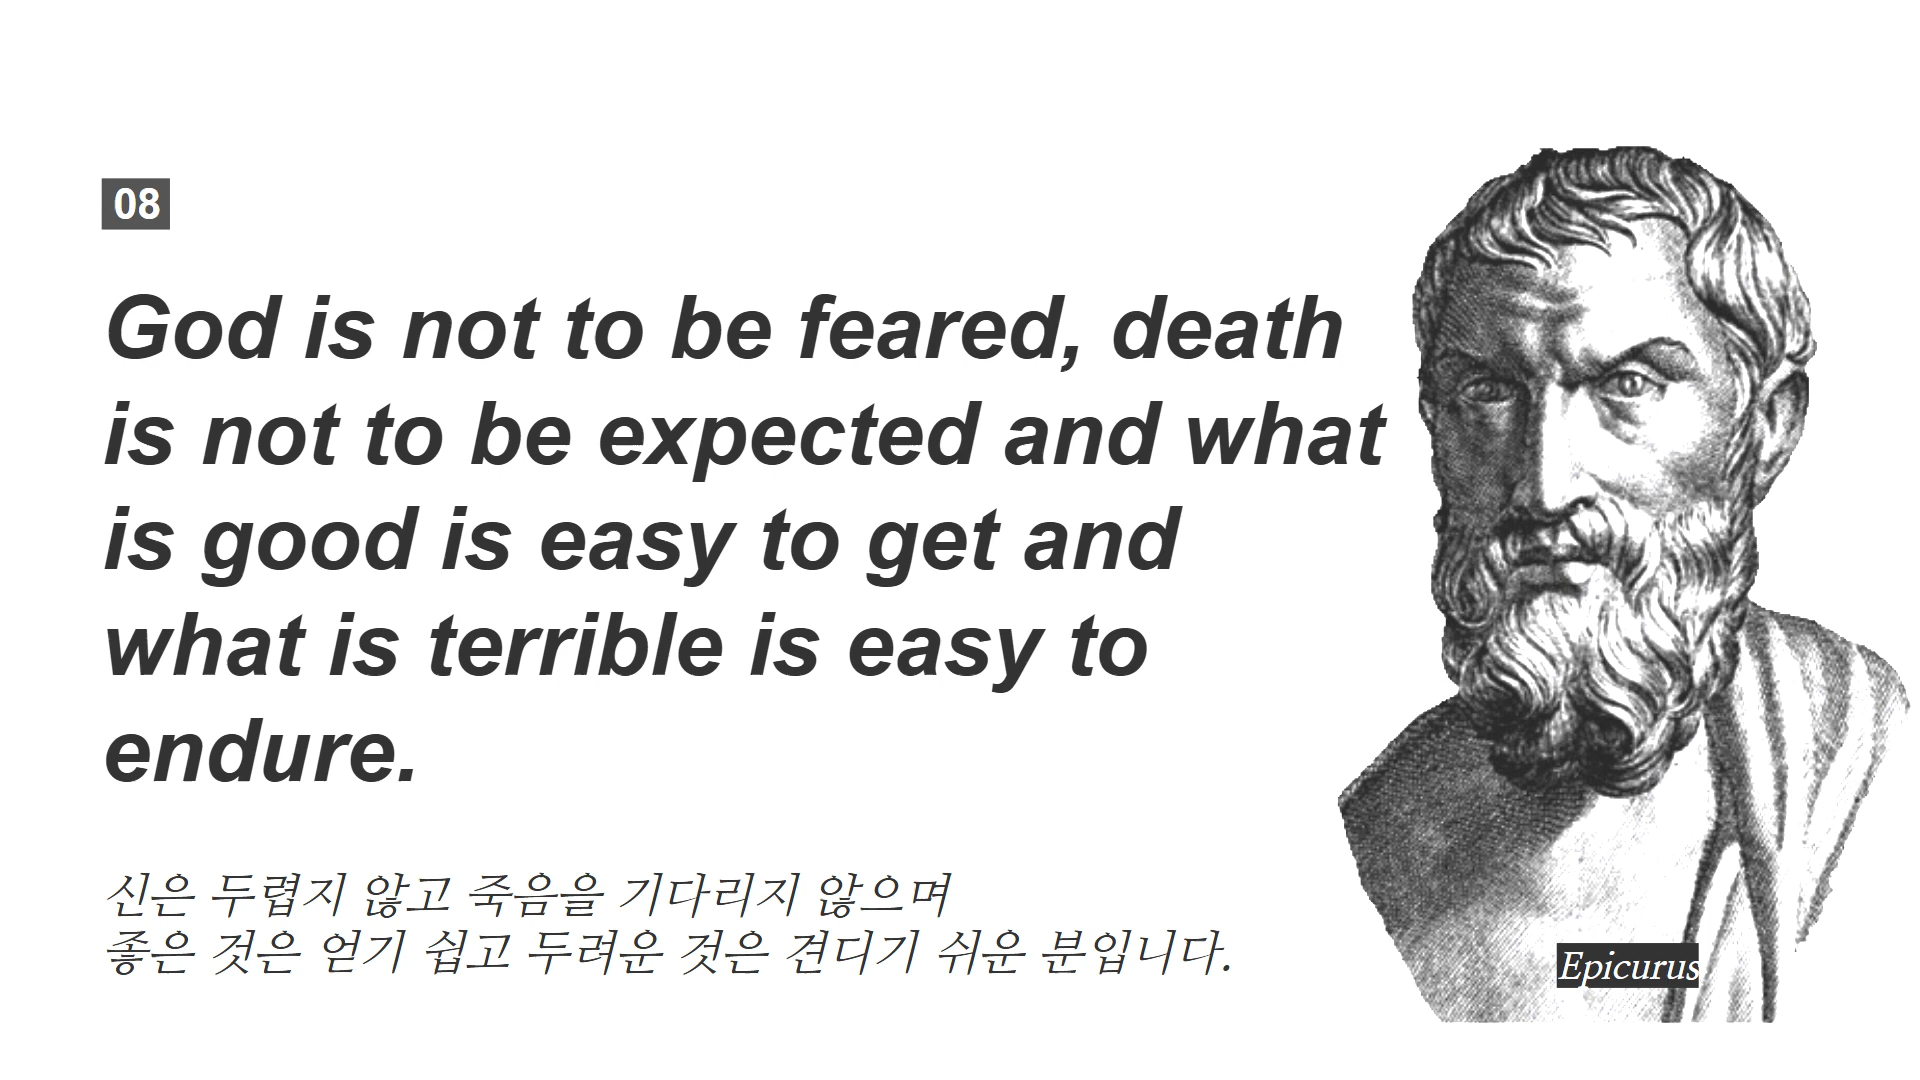 08
God is not to be feared, death
is not to be expected and what
is good is easy to get and
what is terrible is easy to
endure.
신은 두렵지 않고 죽음을 기다리지 않으며
좋은 것은 얻기 쉽고 두려운 것은 견디기 쉬운 분입니다.
Epicurus